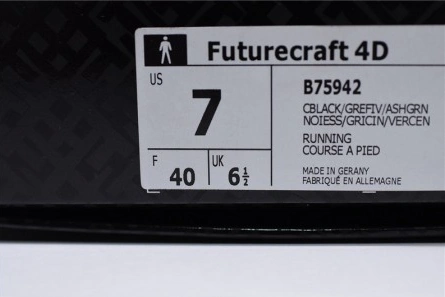 Futurecraft 4D
US
7
F
40
UK
6½
B75942
CBLACK/GREFIV/ASHGRN
NOIESS/GRICIN/VERCEN
RUNNING
COURSE A PIED
MADE IN GERANY
FABRIQUÉ EN ALLEMAGNE